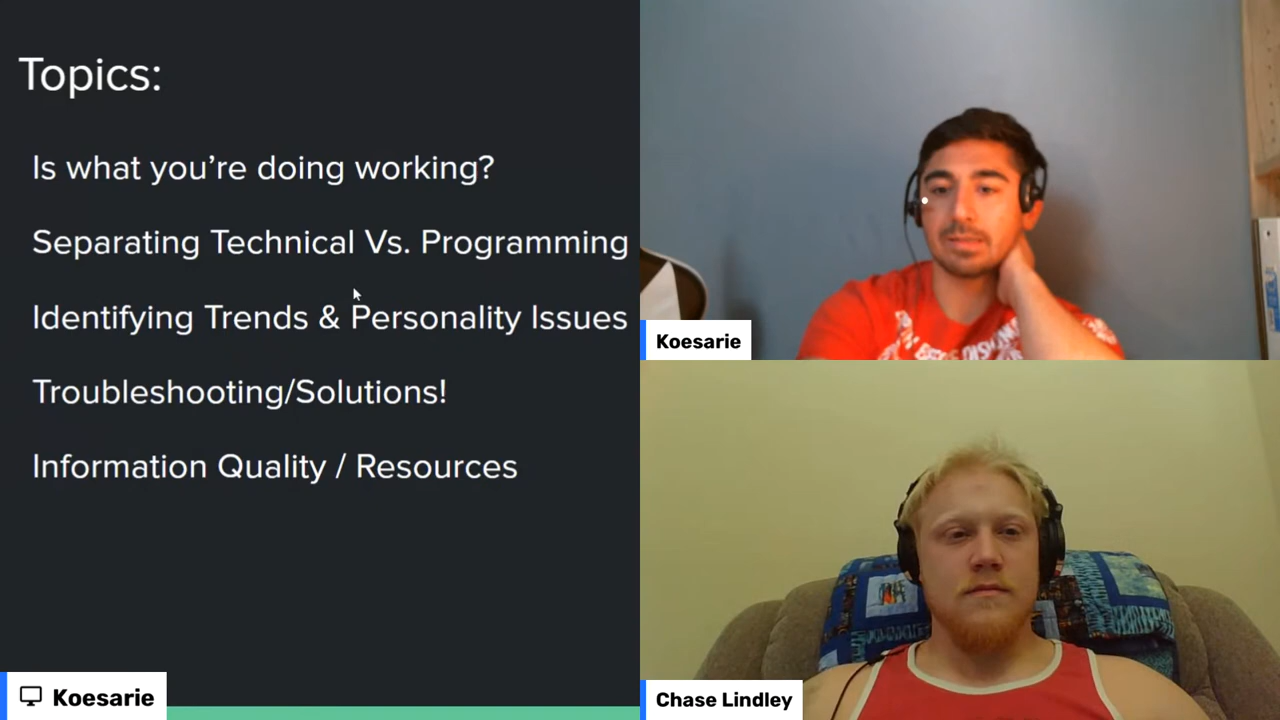 Topics:
Is what you're doing working?
Separating Technical Vs. Programming
Identifying Trends & Personality Issues
Troubleshooting/Solutions!
Information Quality / Resources
Koesarie
Koesarie
Chase Lindley